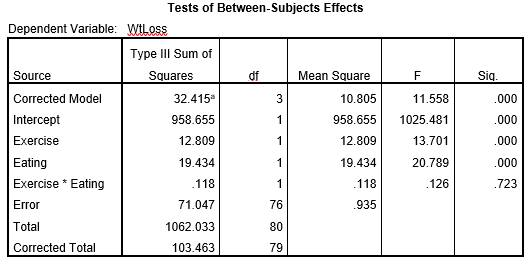 Tests of Between-Subjects Effects
Dependent Variable: WtLoss
Source Type III Sum of Squares df Mean Square F Sig.
Corrected Model 32.415a 3 10.805 11.558 .000
Intercept 958.655 1 958.655 1025.481 .000
Exercise 12.809 1 12.809 13.701 .000
Eating 19.434 1 19.434 20.789 .000
Exercise * Eating .118 1 .118 .126 .723
Error 71.047 76 .935
Total 1062.033 80
Corrected Total 103.463 79